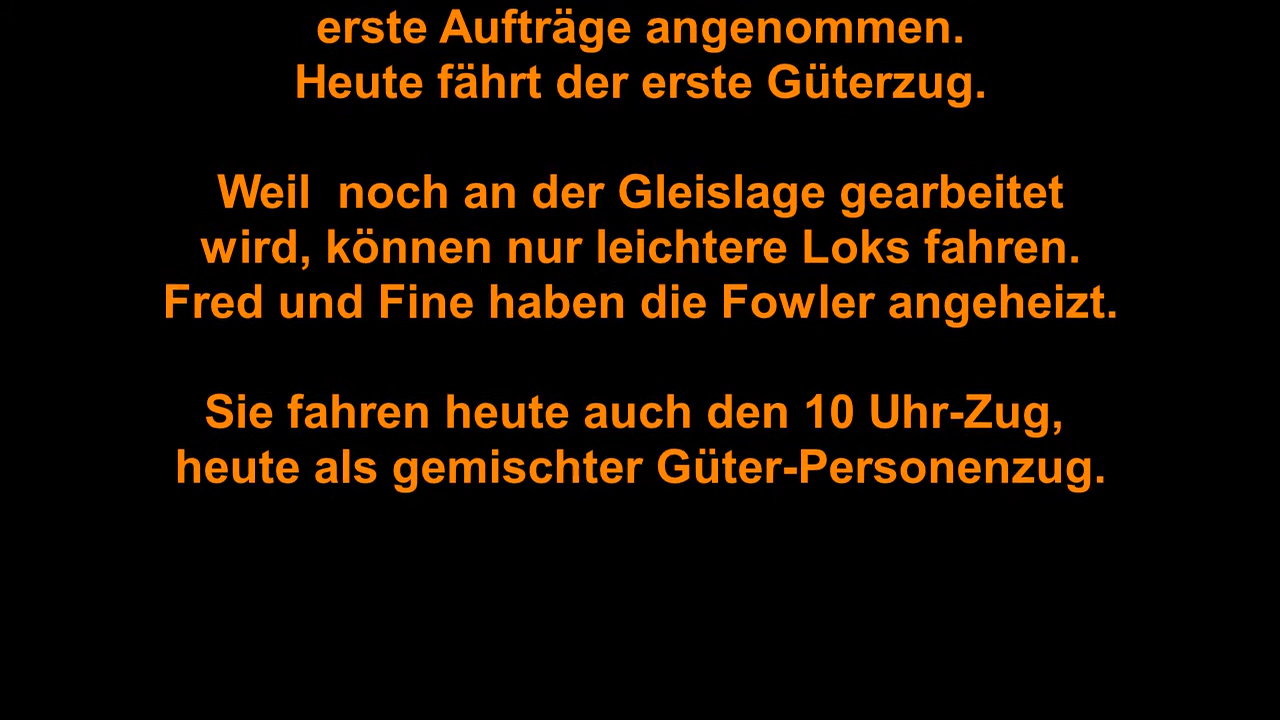 erste Aufträge angenommen.
Heute fährt der erste Güterzug.
Weil  noch an der Gleislage gearbeitet
wird, können nur leichtere Loks fahren.
Fred und Fine haben die Fowler angeheizt.
Sie fahren heute auch den 10 Uhr-Zug,
heute als gemischter Güter-Personenzug.